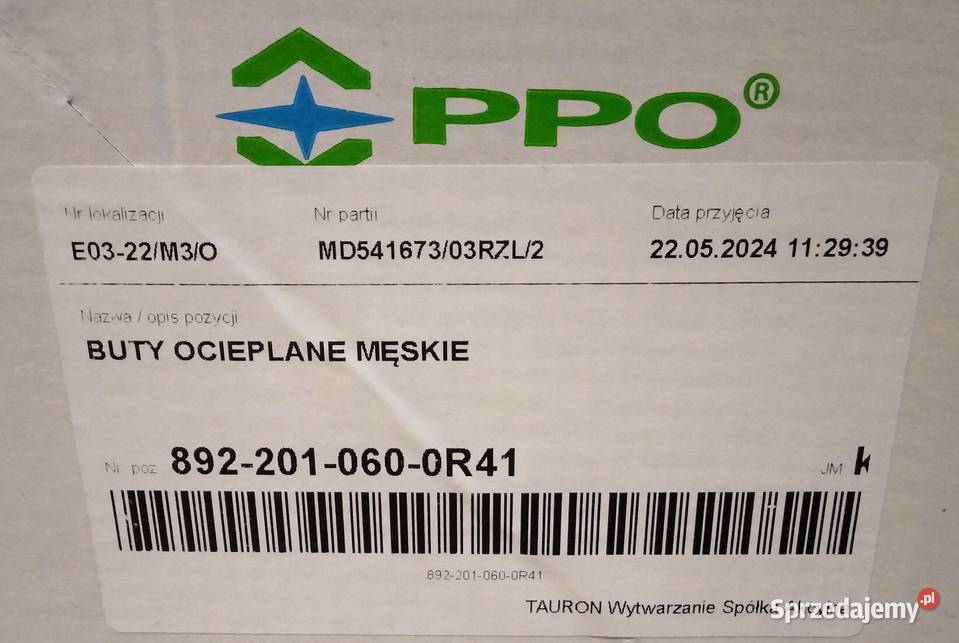 PPO®
Nr lokalizacji Nr partii Data przyjęcia
E03-22/M3/O MD541673/03RZL/2 22.05.2024 11:29:39
Nazwa / opis pozycji
BUTY OCIEPLANE MĘSKIE
Nr poz 892-201-060-0R41 JM
892-201-060-0R41
TAURON Wytwarzanie Spółka
Sprzedajemy.pl